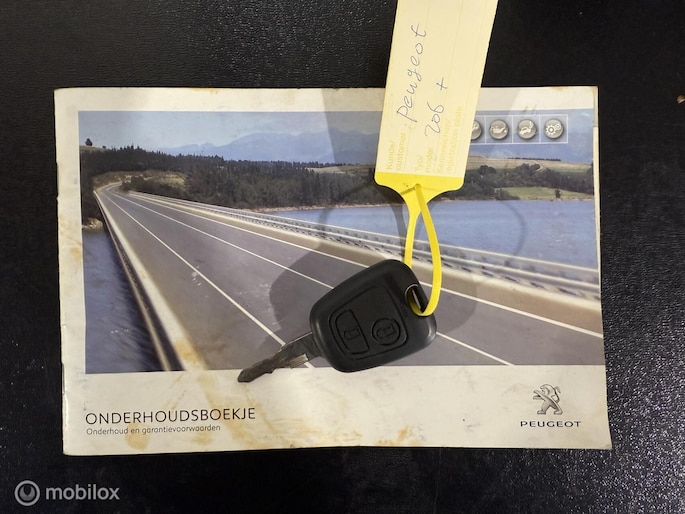 Peugeot
206 +
ONDERHOUDSBOEKJE
Onderhoud en garantievoorwaarden
PEUGEOT
mobilox